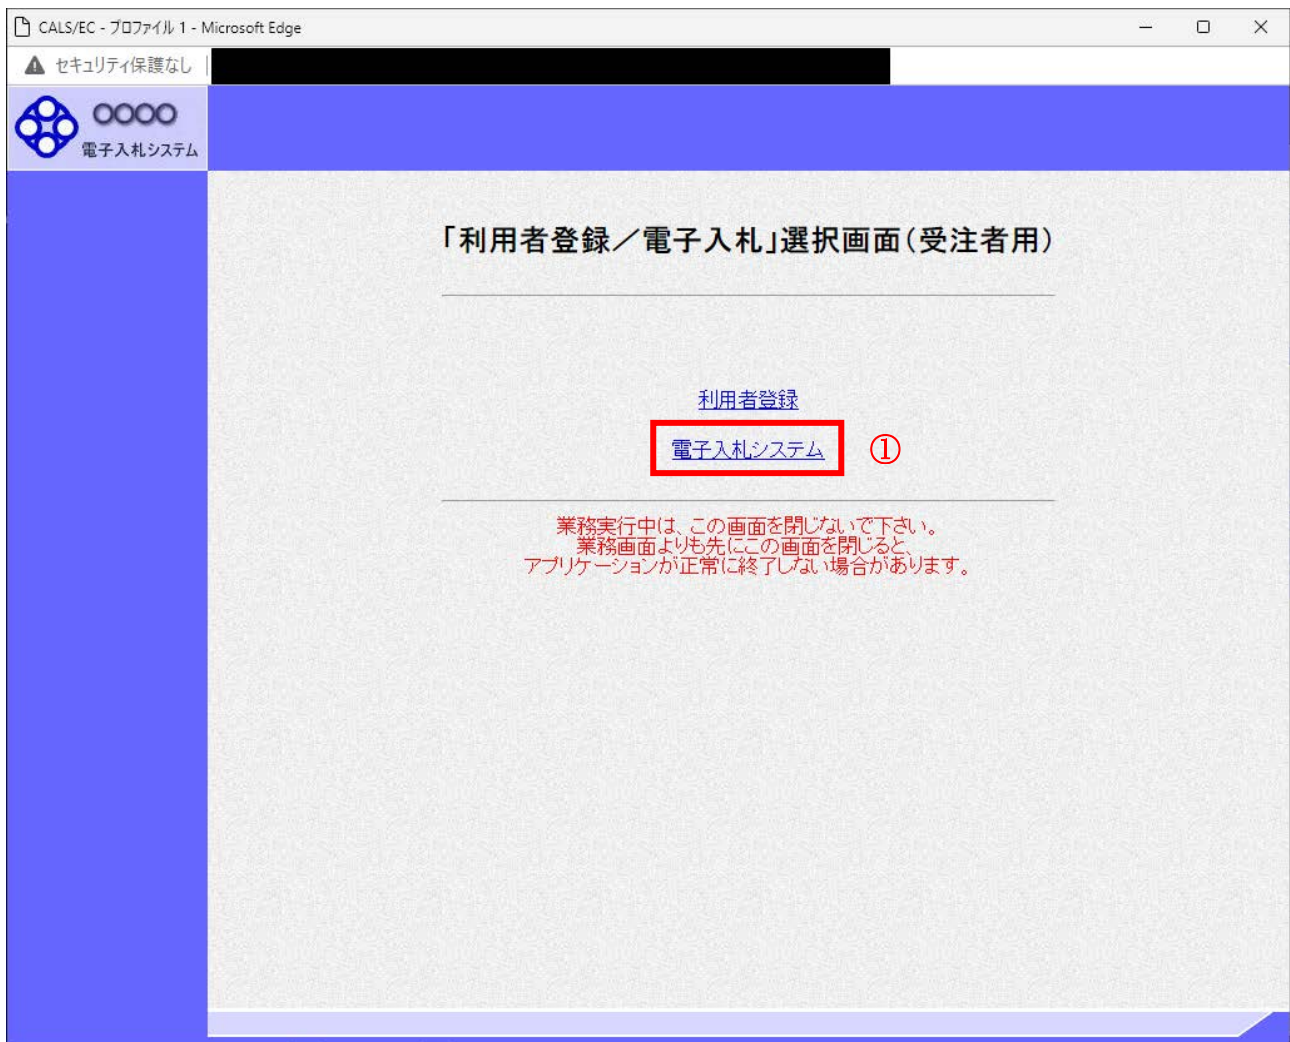 CALS/EC - プロファイル 1 - Microsoft Edge
セキュリティ保護なし
○○○○
電子入札システム
「利用者登録／電子入札」選択画面（受注者用）
利用者登録
電子入札システム ①
業務実行中は、この画面を閉じないで下さい。
業務画面よりも先にこの画面を閉じると、
アプリケーションが正常に終了しない場合があります。